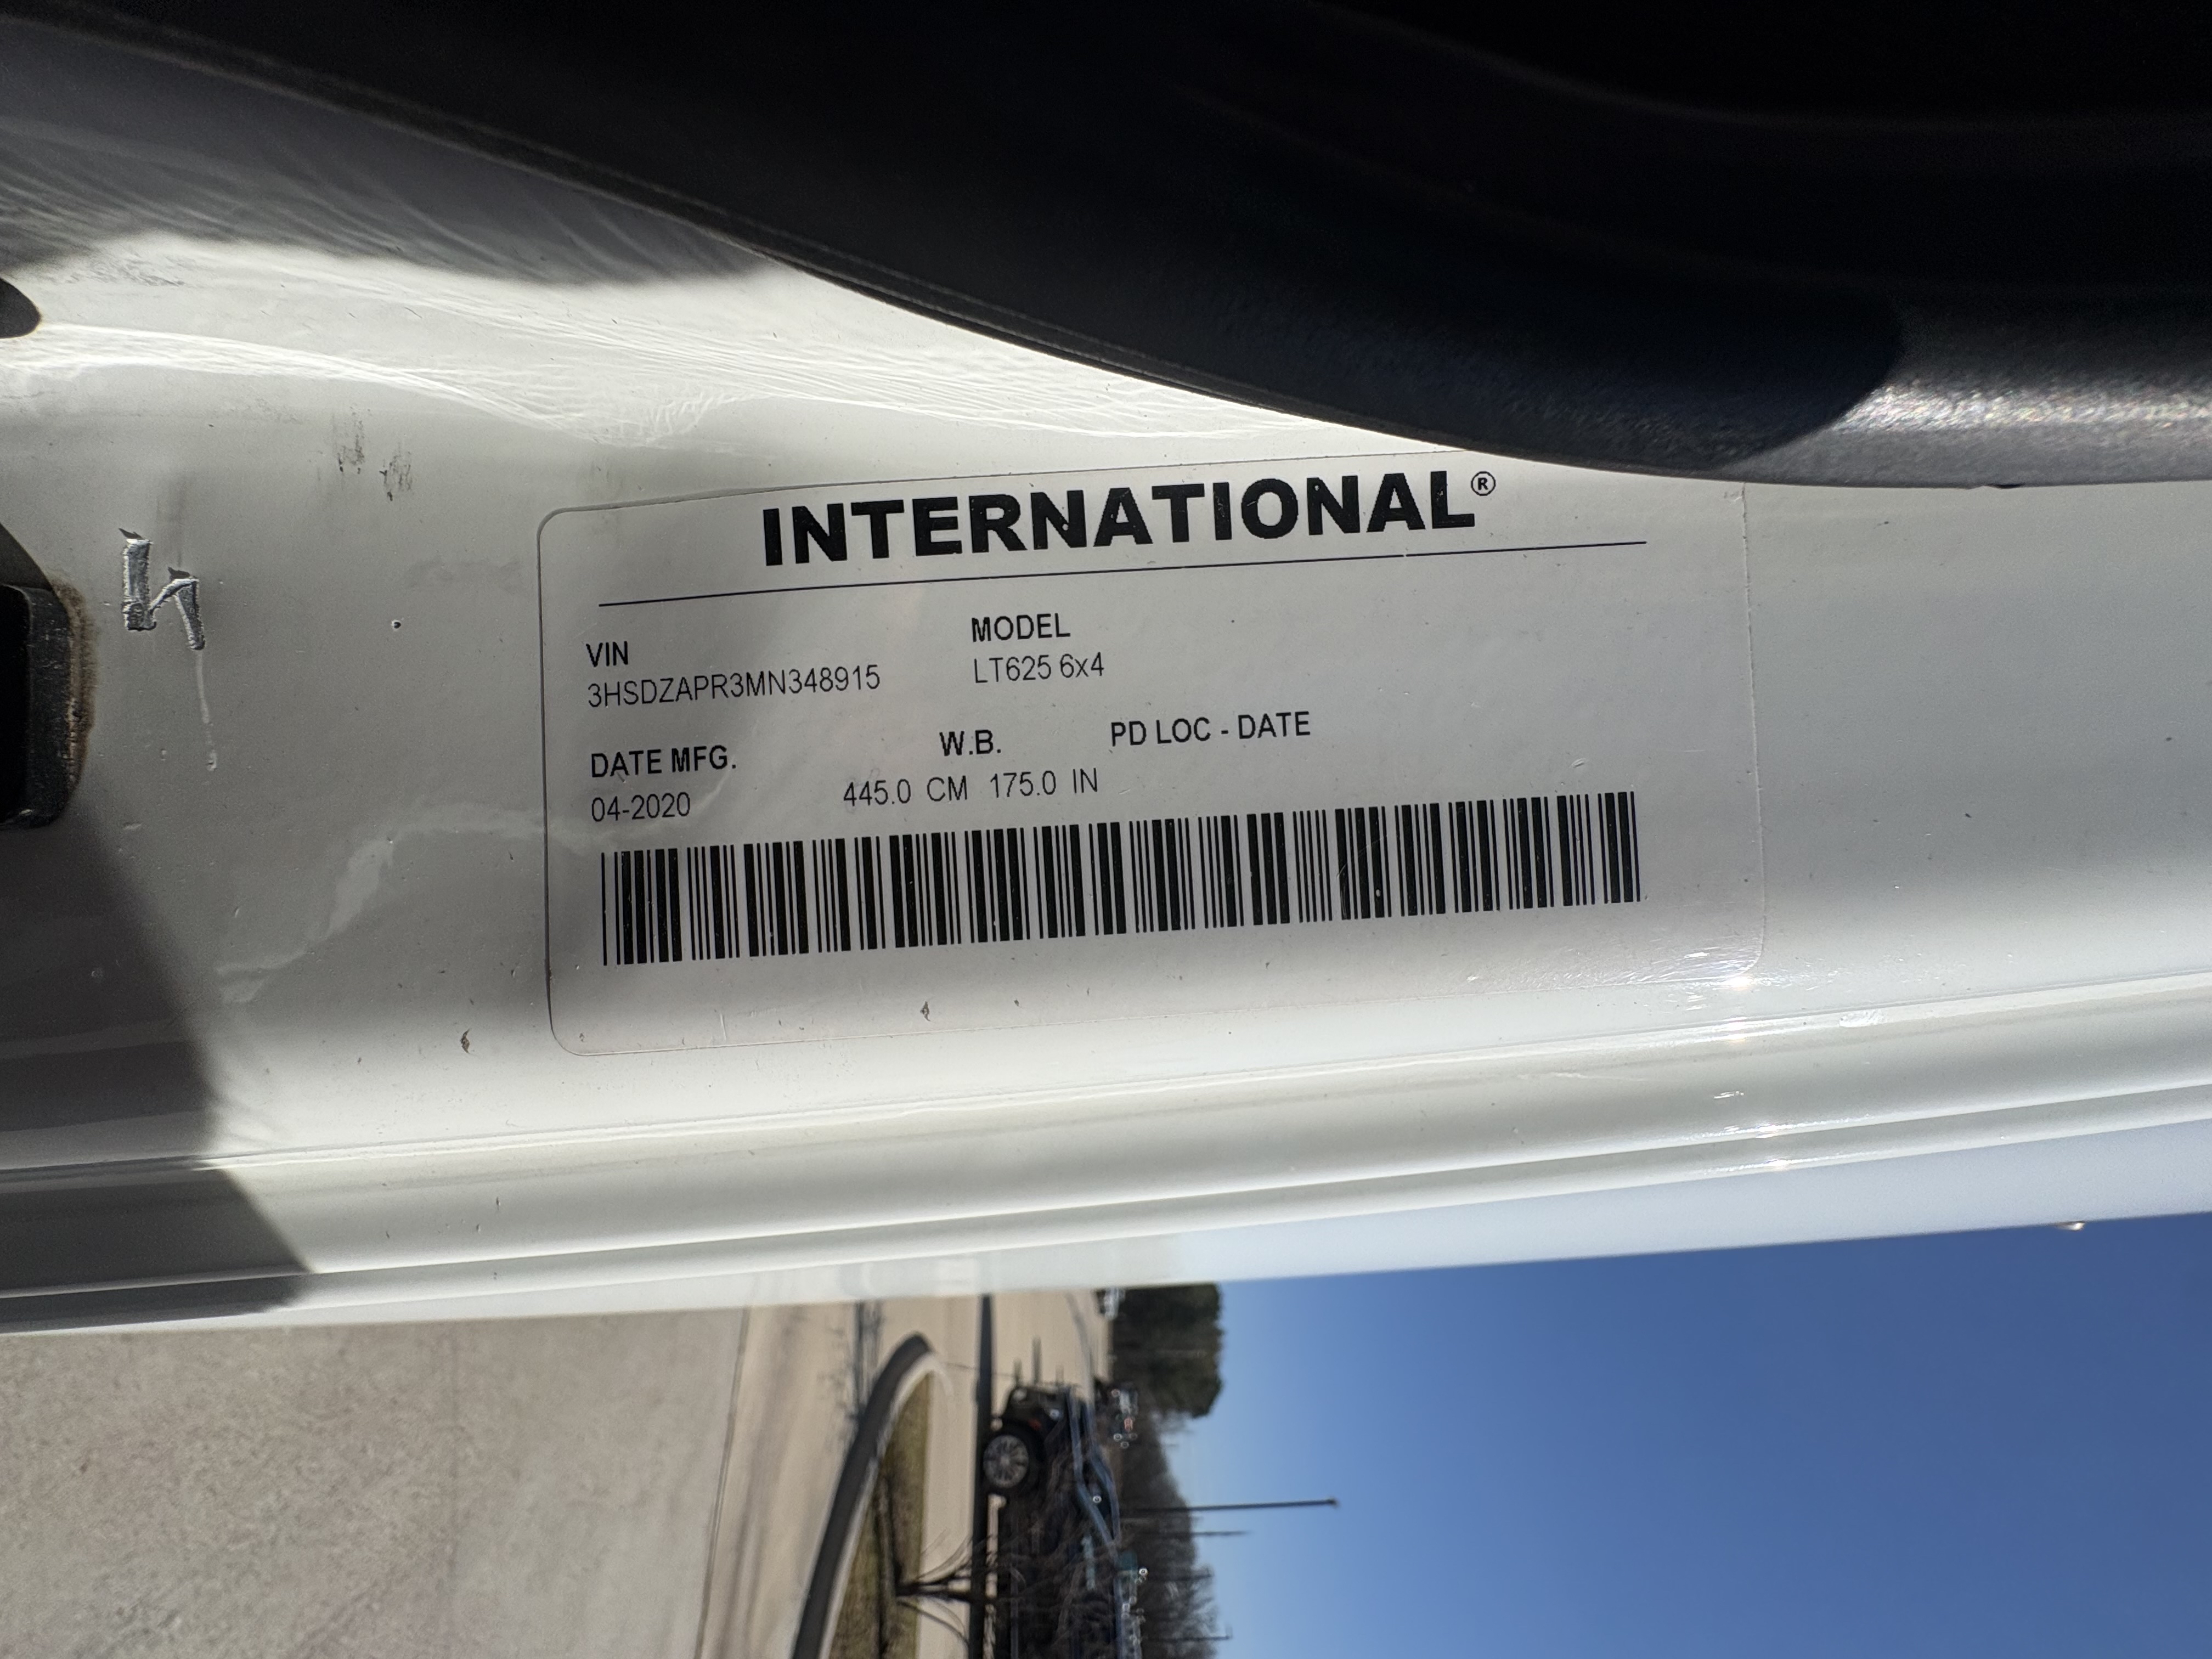 INTERNATIONAL®
VIN MODEL
3HSDZAPR3MN348915 LT625 6x4
DATE MFG. W.B. PD LOC - DATE
04-2020 445.0 CM 175.0 IN